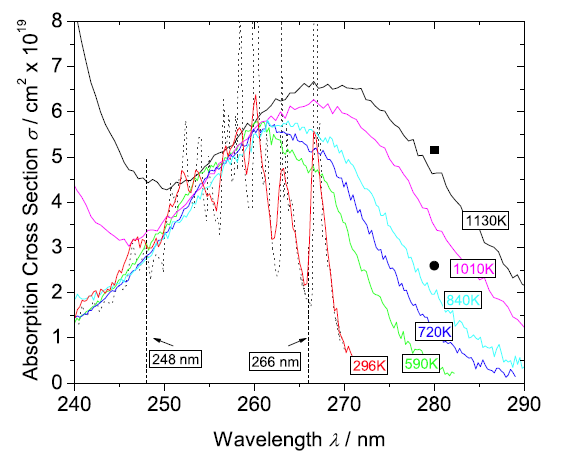 Absorption Cross Section σ / cm² x 10¹⁹
8
7
6
5
4
3
2
1
0
1130K
1010K
840K
720K
248 nm
266 nm
296K
590K
240
250
260
270
280
290
Wavelength λ / nm